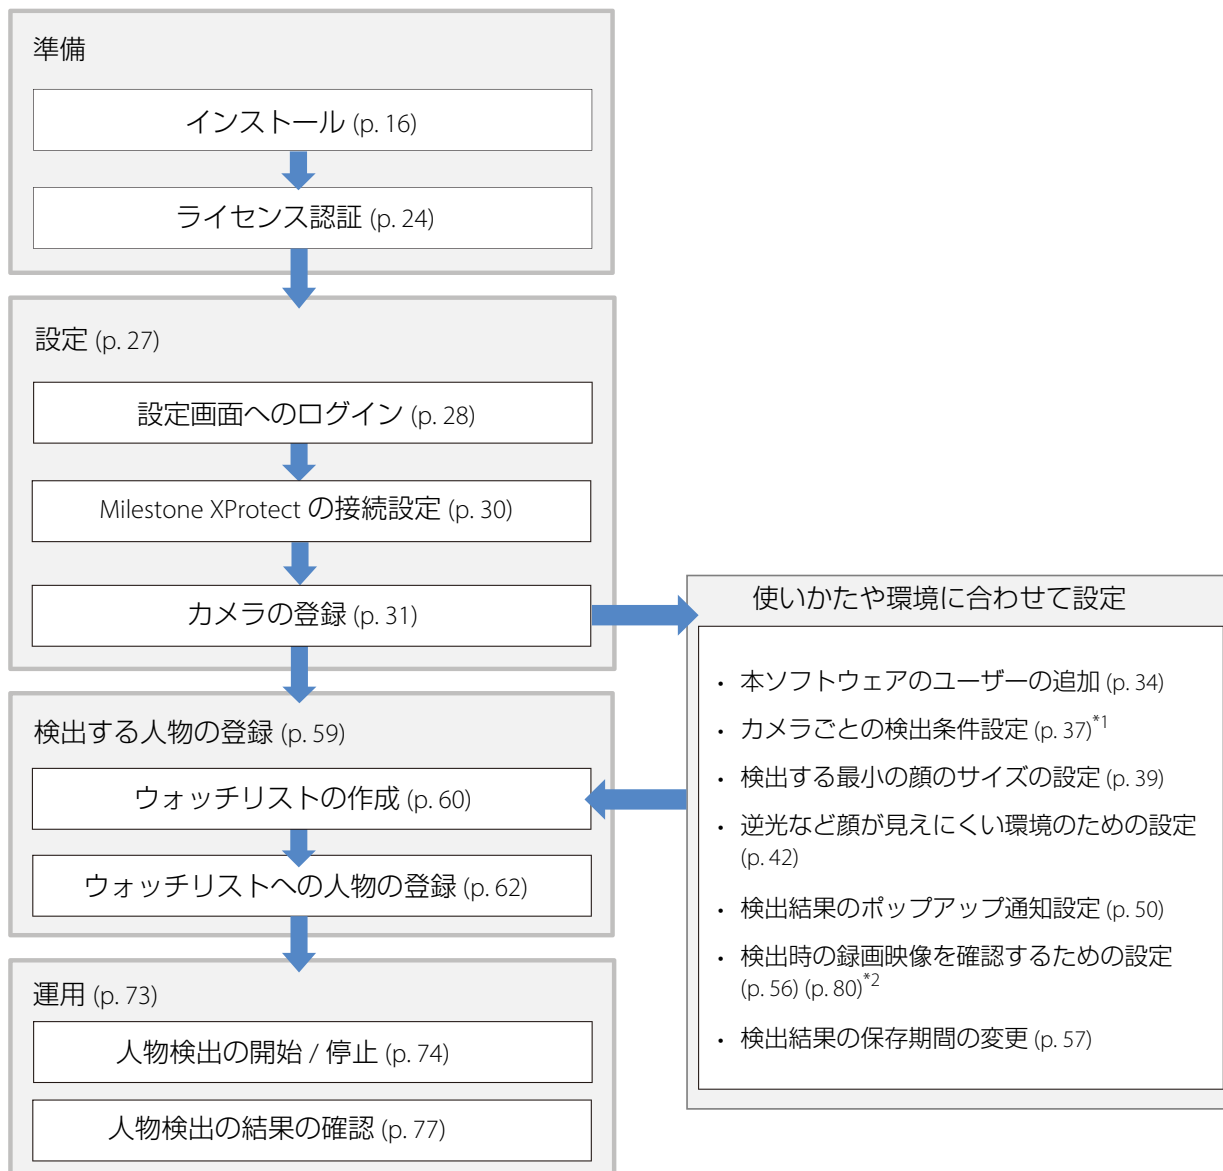 準備
インストール (p. 16)
ライセンス認証 (p. 24)
設定 (p. 27)
設定画面へのログイン (p. 28)
Milestone XProtect の接続設定 (p. 30)
カメラの登録 (p. 31)
使いかたや環境に合わせて設定
・ 本ソフトウェアのユーザーの追加 (p. 34)
・ カメラごとの検出条件設定 (p. 37)*1
・ 検出する最小の顔のサイズの設定 (p. 39)
・ 逆光など顔が見えにくい環境のための設定
(p. 42)
・ 検出結果のポップアップ通知設定 (p. 50)
・ 検出時の録画映像を確認するための設定
(p. 56) (p. 80)*2
・ 検出結果の保存期間の変更 (p. 57)
検出する人物の登録 (p. 59)
ウォッチリストの作成 (p. 60)
ウォッチリストへの人物の登録 (p. 62)
運用 (p. 73)
人物検出の開始 / 停止 (p. 74)
人物検出の結果の確認 (p. 77)